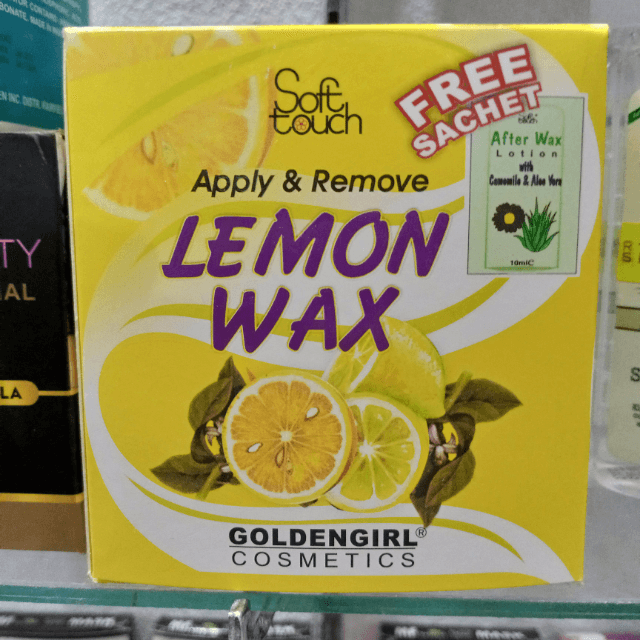 Soft
touch
FREE
SACHET
After Wax
Lotion
with
Camomile & Aloe Vera
10ml℮
Apply & Remove
LEMON
WAX
GOLDENGIRL®
COSMETICS
TY
AL
LA